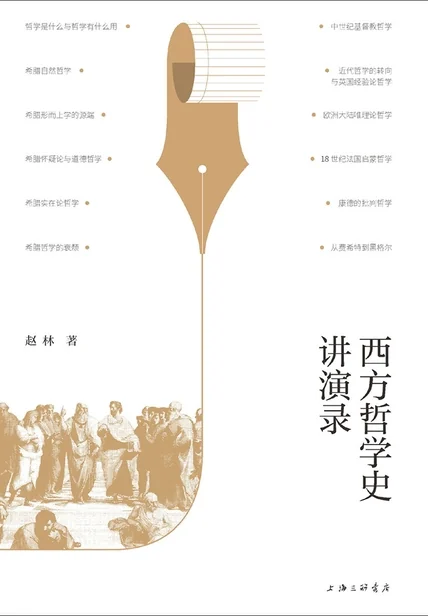 哲学是什么与哲学有什么用
希腊自然哲学
希腊形而上学的源端
希腊怀疑论与道德哲学
希腊实在论哲学
希腊哲学的衰颓
中世纪基督教哲学
近代哲学的转向
与英国经验论哲学
欧洲大陆唯理论哲学
18世纪法国启蒙哲学
康德的批判哲学
从费希特到黑格尔
赵林 著
西方哲学史
讲演录
上海三联书店